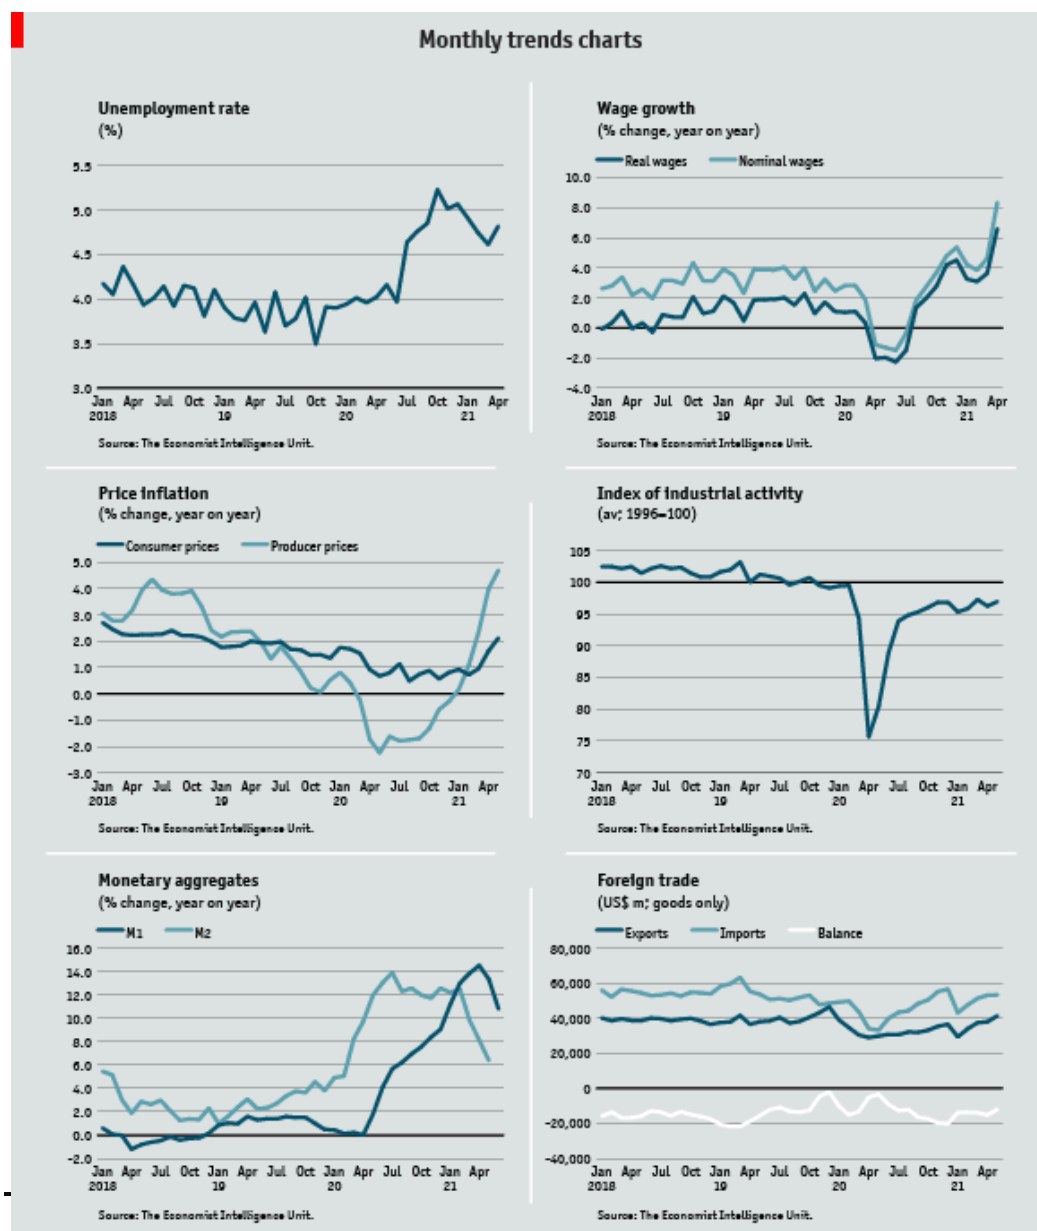 Monthly trends charts
Unemployment rate
(%)
5.5
5.0
4.5
4.0
3.5
3.0
Jan Apr Jul Oct Jan Apr Jul Oct Jan Apr Jul Oct Jan Apr
2018 19 20 21
Source: The Economist Intelligence Unit.
Wage growth
(% change, year on year)
Real wages Nominal wages
10.0
8.0
6.0
4.0
2.0
0.0
-2.0
-4.0
Jan Apr Jul Oct Jan Apr Jul Oct Jan Apr Jul Oct Jan Apr
2018 19 20 21
Source: The Economist Intelligence Unit.
Price inflation
(% change, year on year)
Consumer prices Producer prices
5.0
4.0
3.0
2.0
1.0
0.0
-1.0
-2.0
-3.0
Jan Apr Jul Oct Jan Apr Jul Oct Jan Apr Jul Oct Jan Apr
2018 19 20 21
Source: The Economist Intelligence Unit.
Index of industrial activity
(av; 1996=100)
105
100
95
90
85
80
75
70
Jan Apr Jul Oct Jan Apr Jul Oct Jan Apr Jul Oct Jan Apr
2018 19 20 21
Source: The Economist Intelligence Unit.
Monetary aggregates
(% change, year on year)
M1 M2
16.0
14.0
12.0
10.0
8.0
6.0
4.0
2.0
0.0
-2.0
Jan Apr Jul Oct Jan Apr Jul Oct Jan Apr Jul Oct Jan Apr
2018 19 20 21
Source: The Economist Intelligence Unit.
Foreign trade
(US$ m; goods only)
Exports Imports Balance
80,000
60,000
40,000
20,000
0
-20,000
-40,000
Jan Apr Jul Oct Jan Apr Jul Oct Jan Apr Jul Oct Jan Apr
2018 19 20 21
Source: The Economist Intelligence Unit.